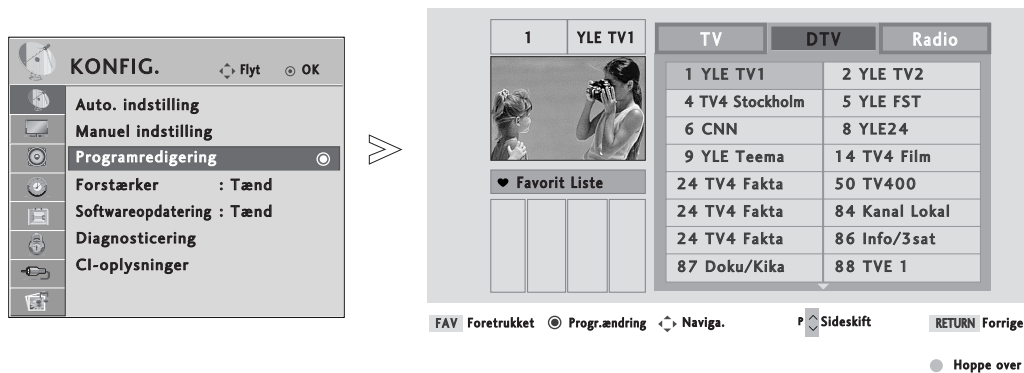 KONFIG.
Flyt
OK
Auto. indstilling
Manuel indstilling
Programredigering
Forstærker : Tænd
Softwareopdatering : Tænd
Diagnosticering
CI-oplysninger
1 YLE TV1
Favorit Liste
TV DTV Radio
1 YLE TV1 2 YLE TV2
4 TV4 Stockholm 5 YLE FST
6 CNN 8 YLE24
9 YLE Teema 14 TV4 Film
24 TV4 Fakta 50 TV400
24 TV4 Fakta 84 Kanal Lokal
24 TV4 Fakta 86 Info/3sat
87 Doku/Kika 88 TVE 1
FAV Foretrukket Progr.ændring Naviga. P Sideskift RETURN Forrige
Hoppe over